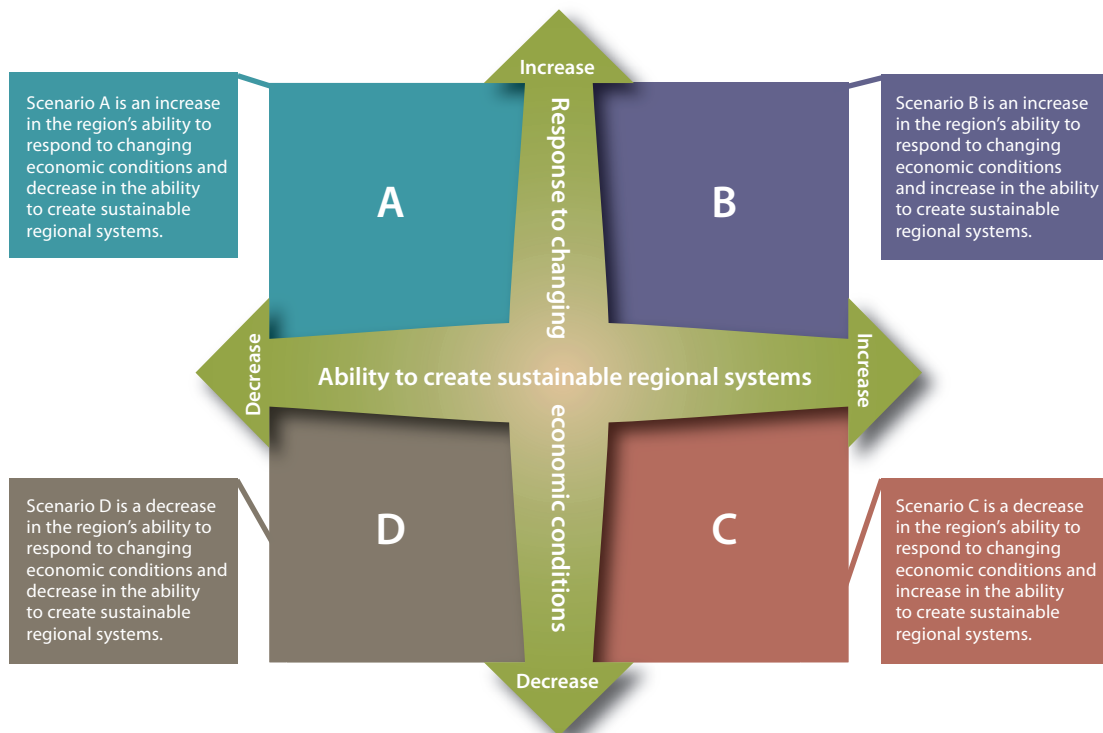 Increase
Scenario A is an increase
in the region's ability to
respond to changing
economic conditions and
decrease in the ability
to create sustainable
regional systems.
A
Response to changing
economic conditions
B
Scenario B is an increase
in the region's ability to
respond to changing
economic conditions
and increase in the ability
to create sustainable
regional systems.
Decrease
Ability to create sustainable regional systems
Increase
Scenario D is a decrease
in the region's ability to
respond to changing
economic conditions and
decrease in the ability
to create sustainable
regional systems.
D
C
Scenario C is a decrease
in the region's ability to
respond to changing
economic conditions and
increase in the ability
to create sustainable
regional systems.
Decrease